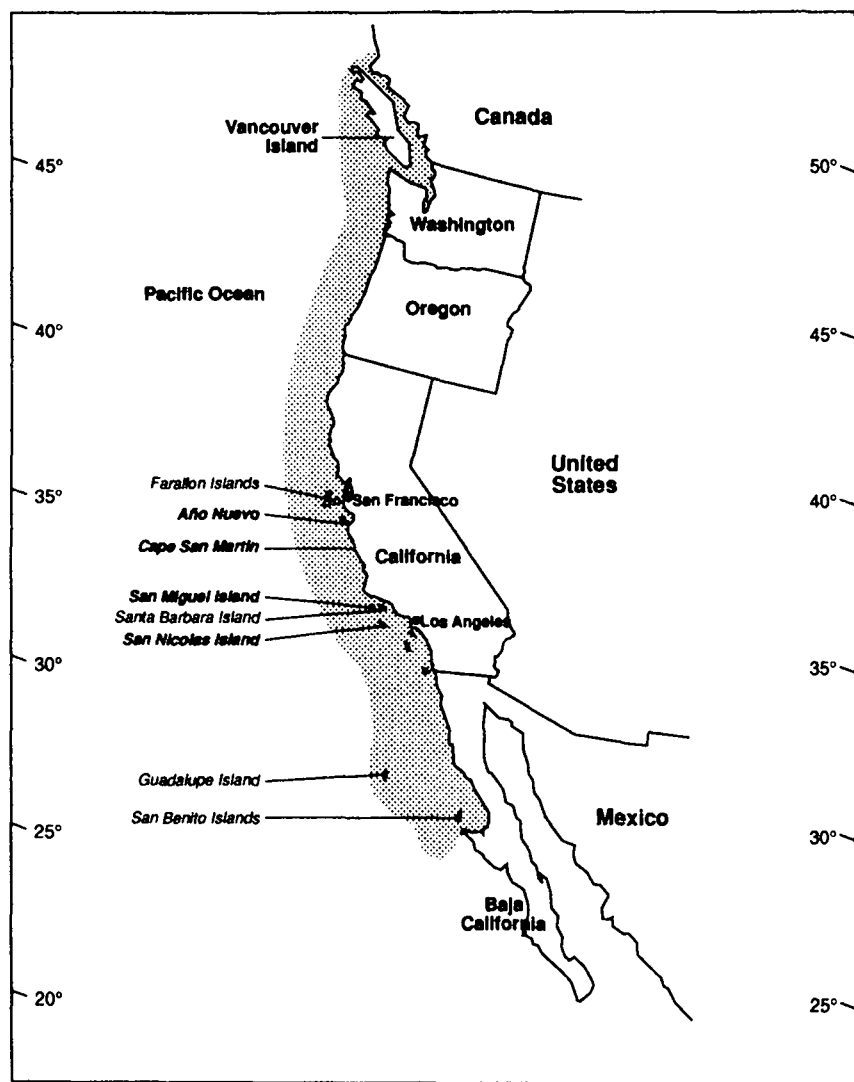 Canada
Vancouver
Island
45°
50°
Washington
Pacific Ocean
Oregon
40°
45°
United
States
Farallon Islands
35°
San Francisco
40°
Año Nuevo
Cape San Martin
California
San Miguel Island
Santa Barbara Island
Los Angeles
San Nicolas Island
30°
35°
Guadalupe Island
San Benito Islands
Mexico
25°
30°
Baja
California
20°
25°